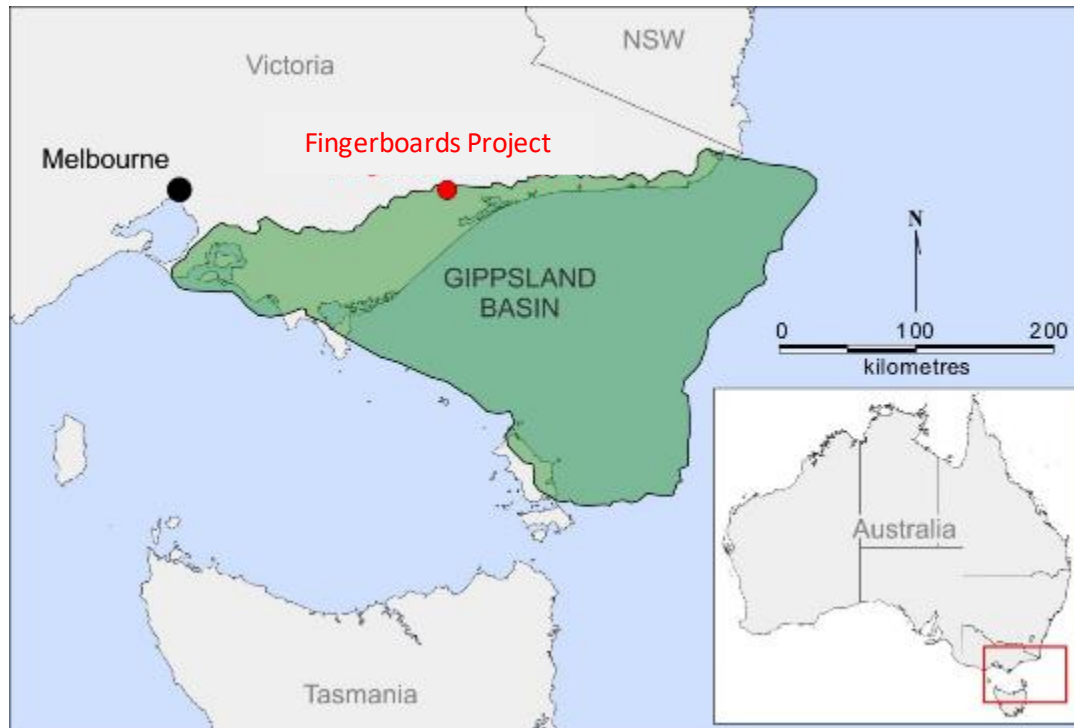 NSW
Victoria
Fingerboards Project
Melbourne
N
GIPPSLAND
BASIN
0 100 200
kilometres
Australia
Tasmania